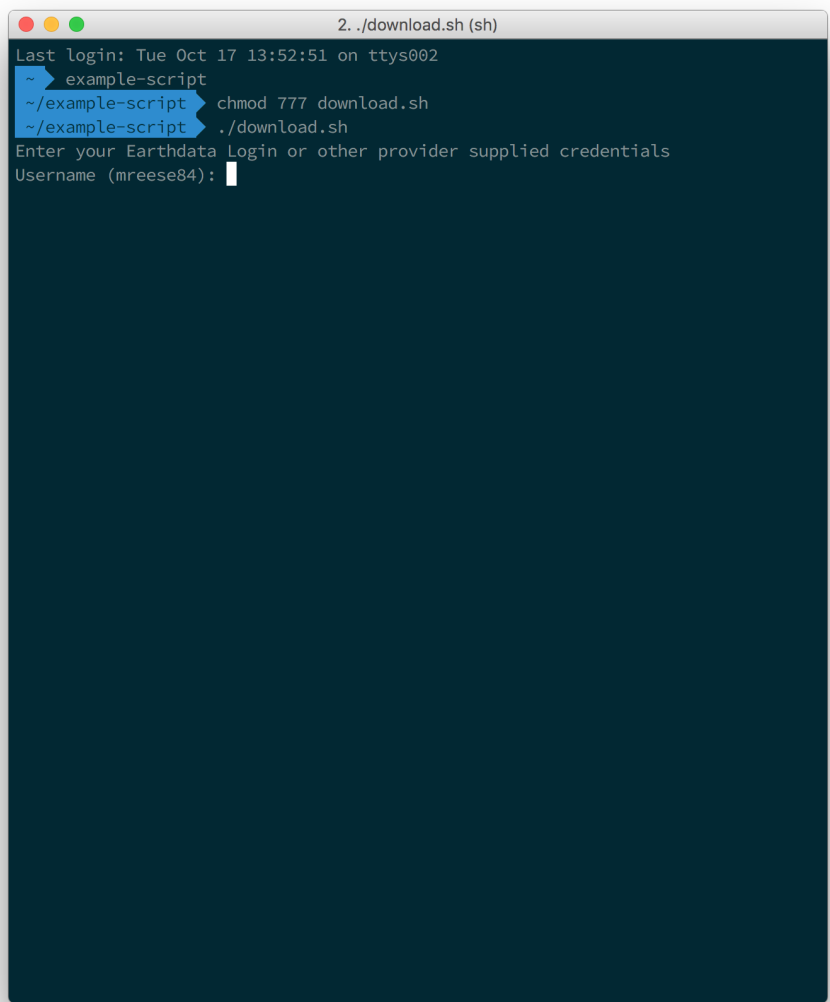 2. ./download.sh (sh)
Last login: Tue Oct 17 13:52:51 on ttys002
~ example-script
~/example-script chmod 777 download.sh
~/example-script ./download.sh
Enter your Earthdata Login or other provider supplied credentials
Username (mreese84):